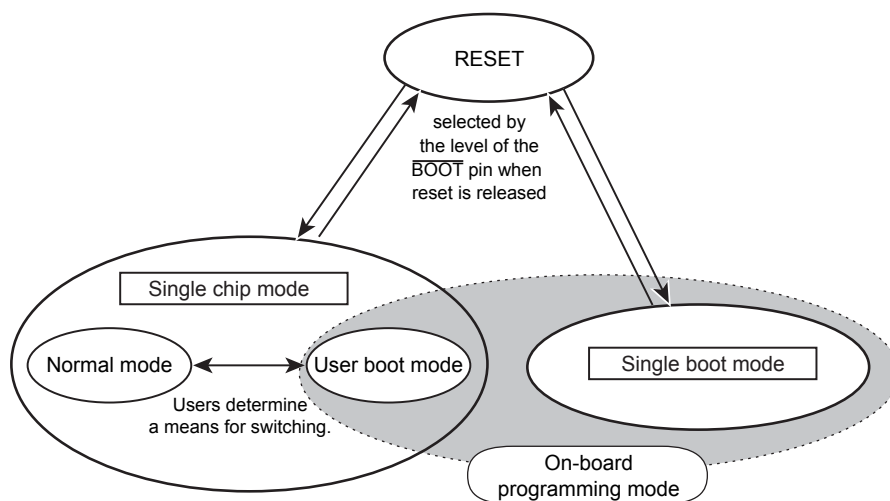 RESET
selected by
the level of the
BOOT pin when
reset is released
Single chip mode
Normal mode
User boot mode
Single boot mode
Users determine
a means for switching.
On-board
programming mode